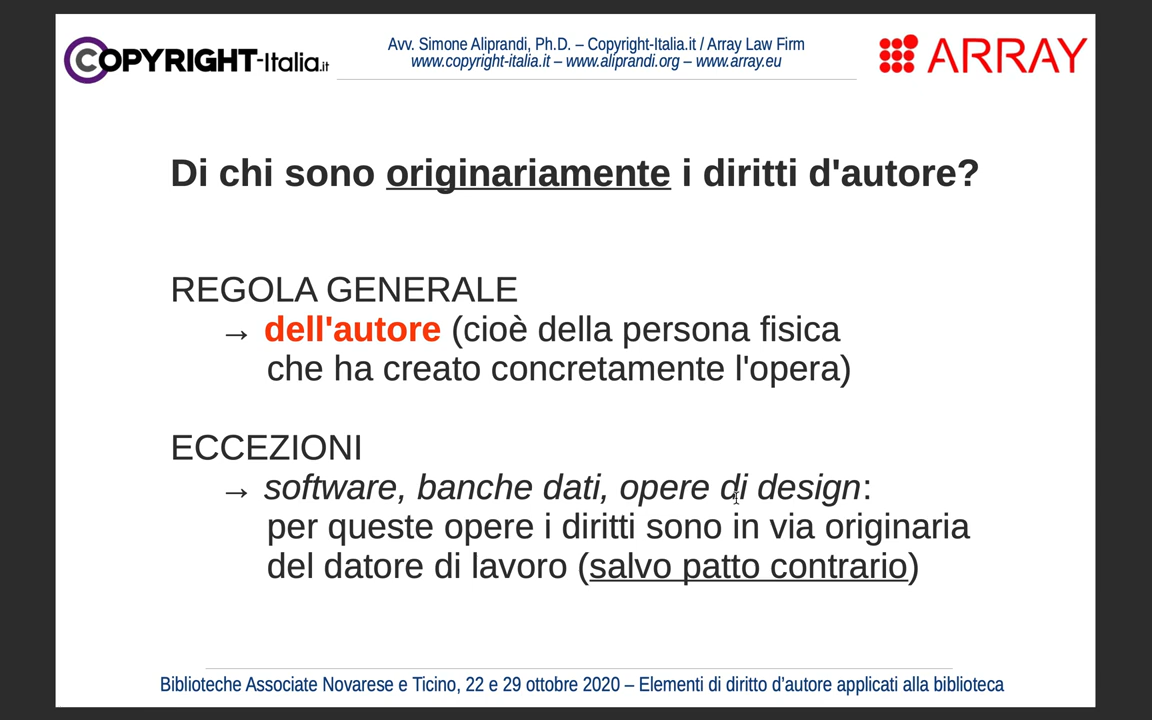 COPYRIGHT-Italia.it
Avv. Simone Aliprandi, Ph.D. – Copyright-Italia.it / Array Law Firm
www.copyright-italia.it – www.aliprandi.org – www.array.eu
ARRAY
Di chi sono originariamente i diritti d'autore?
REGOLA GENERALE
→ dell'autore (cioè della persona fisica
che ha creato concretamente l'opera)
ECCEZIONI
→ software, banche dati, opere di design:
per queste opere i diritti sono in via originaria
del datore di lavoro (salvo patto contrario)
Biblioteche Associate Novarese e Ticino, 22 e 29 ottobre 2020 – Elementi di diritto d'autore applicati alla biblioteca